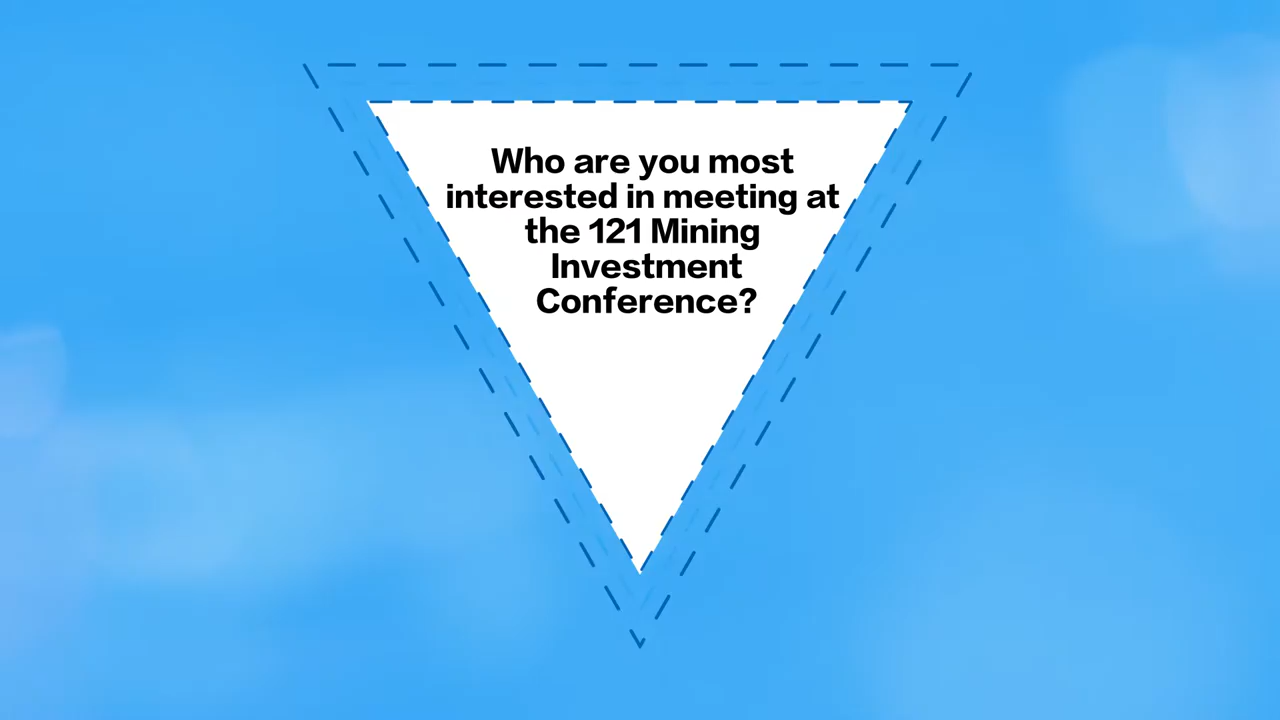 Who are you most
interested in meeting at
the 121 Mining
Investment
Conference?